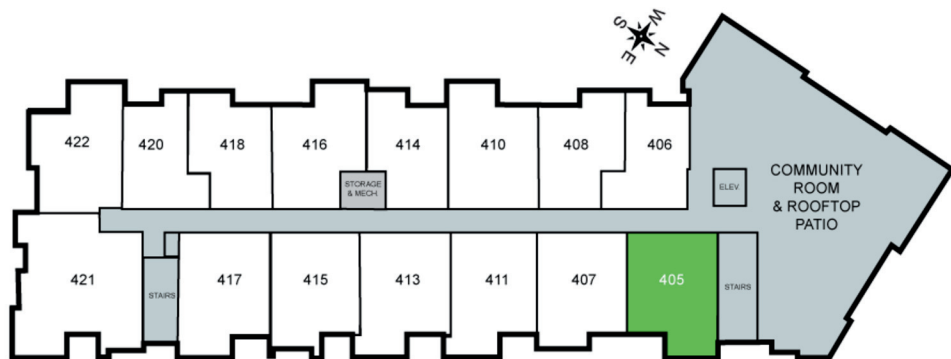 W
S
N
E
422
420
418
416
414
410
408
406
STORAGE
& MECH.
ELEV.
COMMUNITY
ROOM
& ROOFTOP
PATIO
421
STAIRS
417
415
413
411
407
405
STAIRS